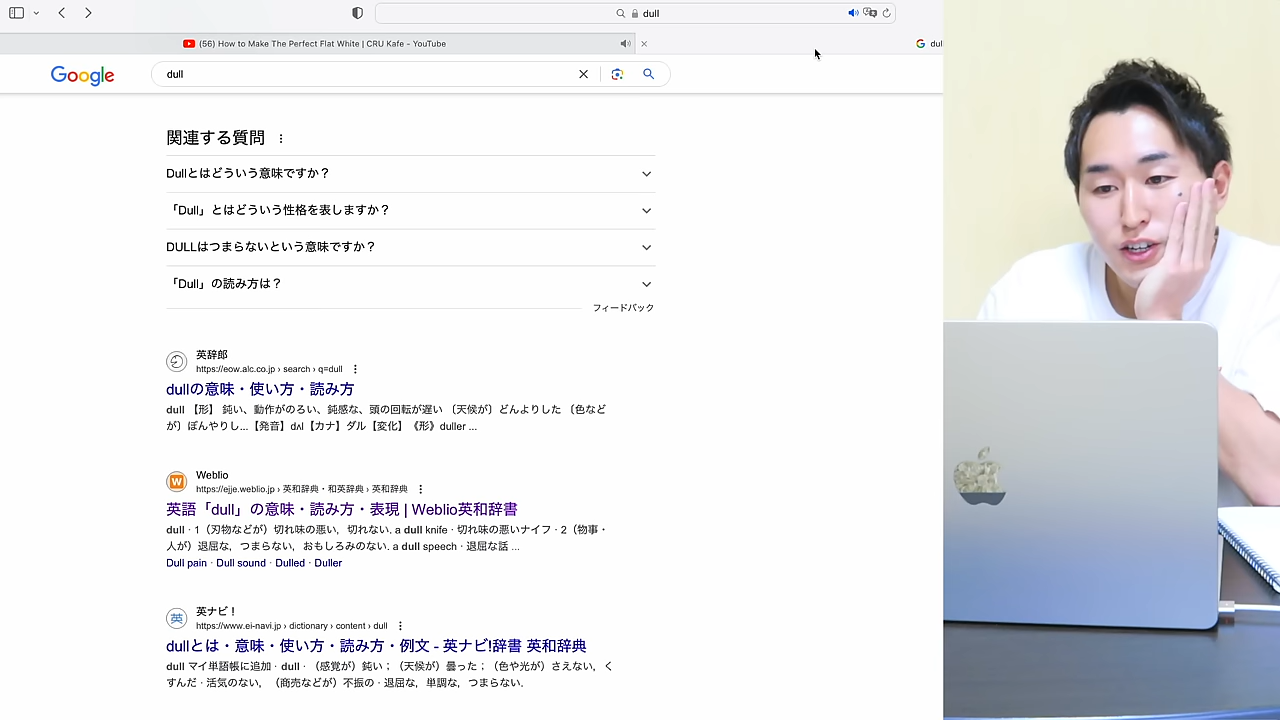 dull
(56) How to Make The Perfect Flat White | CRU Kafe - YouTube
dul
Google
dull
関連する質問
Dullとはどういう意味ですか？
「Dull」とはどういう性格を表しますか？
DULLはつまらないという意味ですか？
「Dull」の読み方は？
フィードバック
英辞郎
https://eow.alc.co.jp › search › q=dull
dullの意味・使い方・読み方
dull 【形】 鈍い、動作がのろい、鈍感な、頭の回転が遅い〔天候が〕どんよりした〔色など
が〕ぼんやりし...【発音】dʌl【カナ】ダル【変化】《形》duller ...
W
Weblio
https://ejje.weblio.jp › 英和辞典・和英辞典 › 英和辞典
英語「dull」の意味・読み方・表現 | Weblio英和辞書
dull · 1（刃物などが）切れ味の悪い，切れない. a dull knife · 切れ味の悪いナイフ · 2（物事・
人が）退屈な，つまらない，おもしろみのない. a dull speech · 退屈な話 ...
Dull pain · Dull sound · Dulled · Duller
英
英ナビ！
https://www.ei-navi.jp › dictionary › content › dull
dullとは・意味・使い方・読み方・例文 - 英ナビ!辞書 英和辞典
dull マイ単語帳に追加 · dull · （感覚が）鈍い；（天候が）曇った；（色や光が）さえない，く
すんだ · 活気のない，（商売などが）不振の · 退屈な，単調な，つまらない.